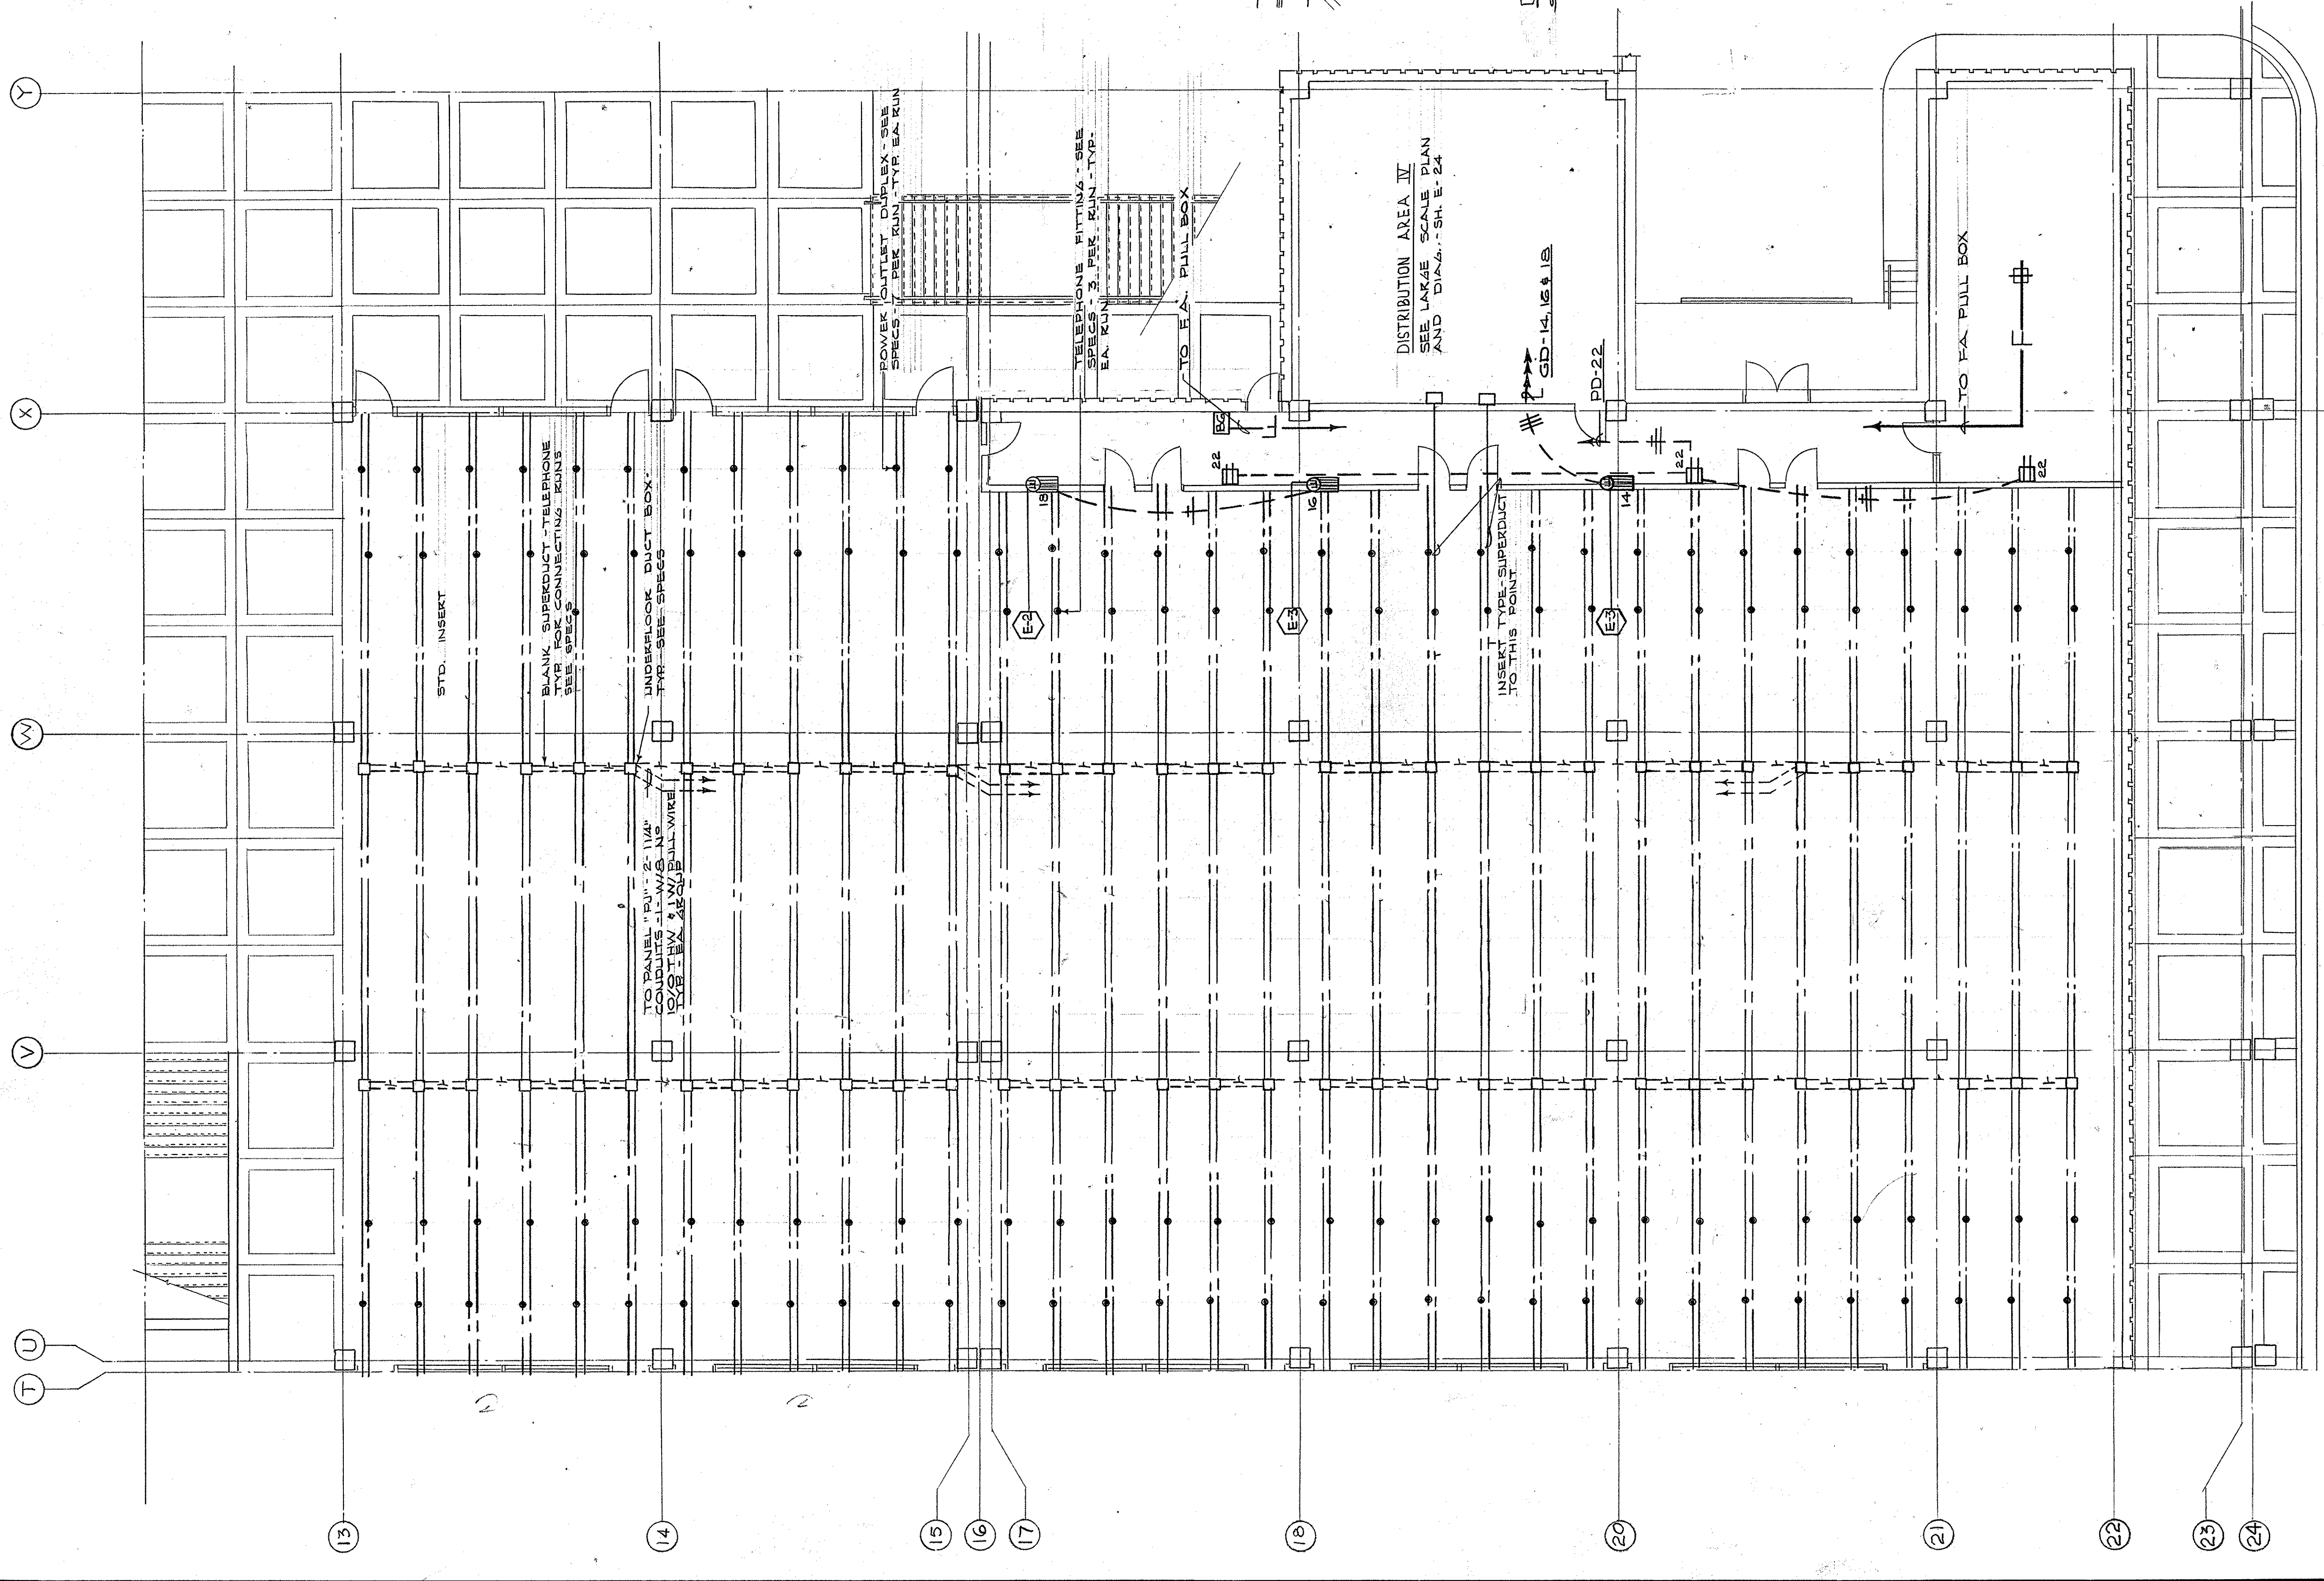 Y
X
W
V
U
T
POWER OUTLET DUPLEX - SEE
SPECS - 7 PER RUN - TYP. EA. RUN
TELEPHONE FITTING - SEE
SPECS - 3 PER RUN - TYP.
EA. RUN
TO F.A. PULL BOX
DISTRIBUTION AREA IV
SEE LARGE SCALE PLAN
AND DIAG. - SH. E-24
GD-14, 16 & 18
PD-22
TO F.A. PULL BOX
F
BG
STD. INSERT
BLANK SUPERDUCT - TELEPHONE
TYP. FOR CONNECTING RUNS
SEE SPECS
UNDERFLOOR DUCT BOX -
TYP. SEE SPECS
22
18
16
14
22
22
E-2
E-3
E-3
INSERT TYPE - SUPERDUCT
TO THIS POINT
TO PANEL "PJ" - 2 - 1 1/4"
CONDUITS - 1 - W/8 Nº
10/0 THW & 1 W/ PULL WIRE
TYP - EA. GROUP
13
14
15
16
17
18
20
21
22
23
24